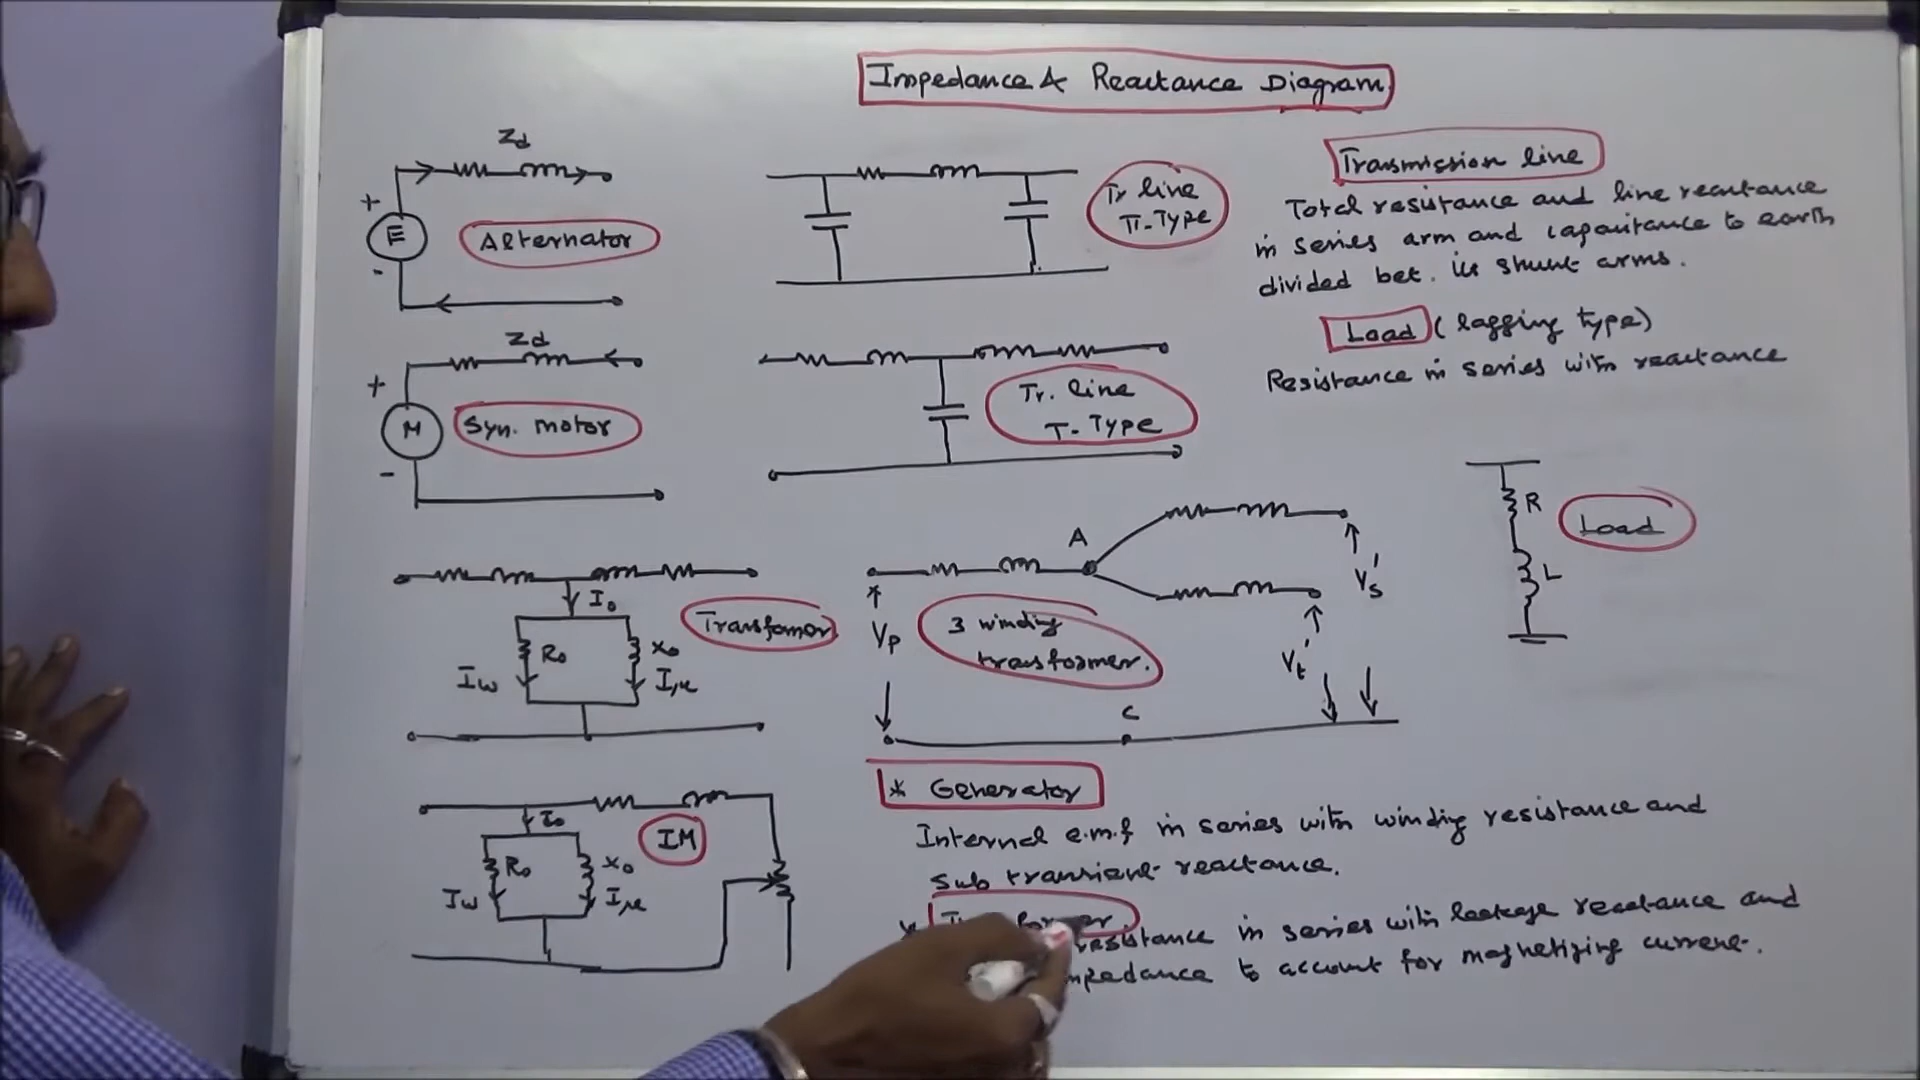 Impedance & Reactance Diagram
Zd
+
E
-
Alternator
Zd
+
M
-
Syn. motor
I0
R0
X0
Iw
Iμ
Transfomer
I0
R0
X0
Iw
Iμ
IM
Tr line
π-Type
Tr. line
T-Type
A
Vp
3 winding
transformer.
Vs'
Vt'
C
Transmission line
Total resistance and line reactance
in series arm and capaitance to earth
divided bet. its shunt arms.
Load (lagging type)
Resistance in series with reactance
R
L
Load
* Generator
Internal e.m.f in series with winding resistance and
Sub transient reactance.
resistance in series with leakage reactance and
impedance to account for magnetizing current.